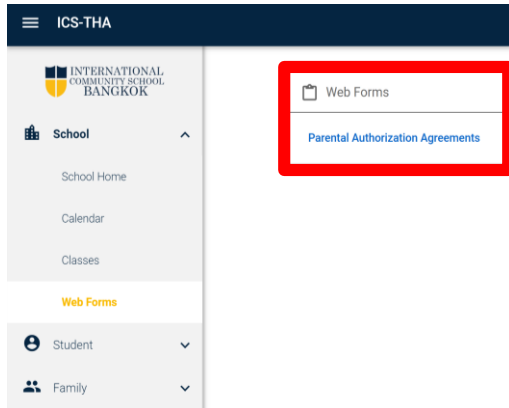 ICS-THA
INTERNATIONAL
COMMUNITY SCHOOL
BANGKOK
School
School Home
Calendar
Classes
Web Forms
Student
Family
Web Forms
Parental Authorization Agreements